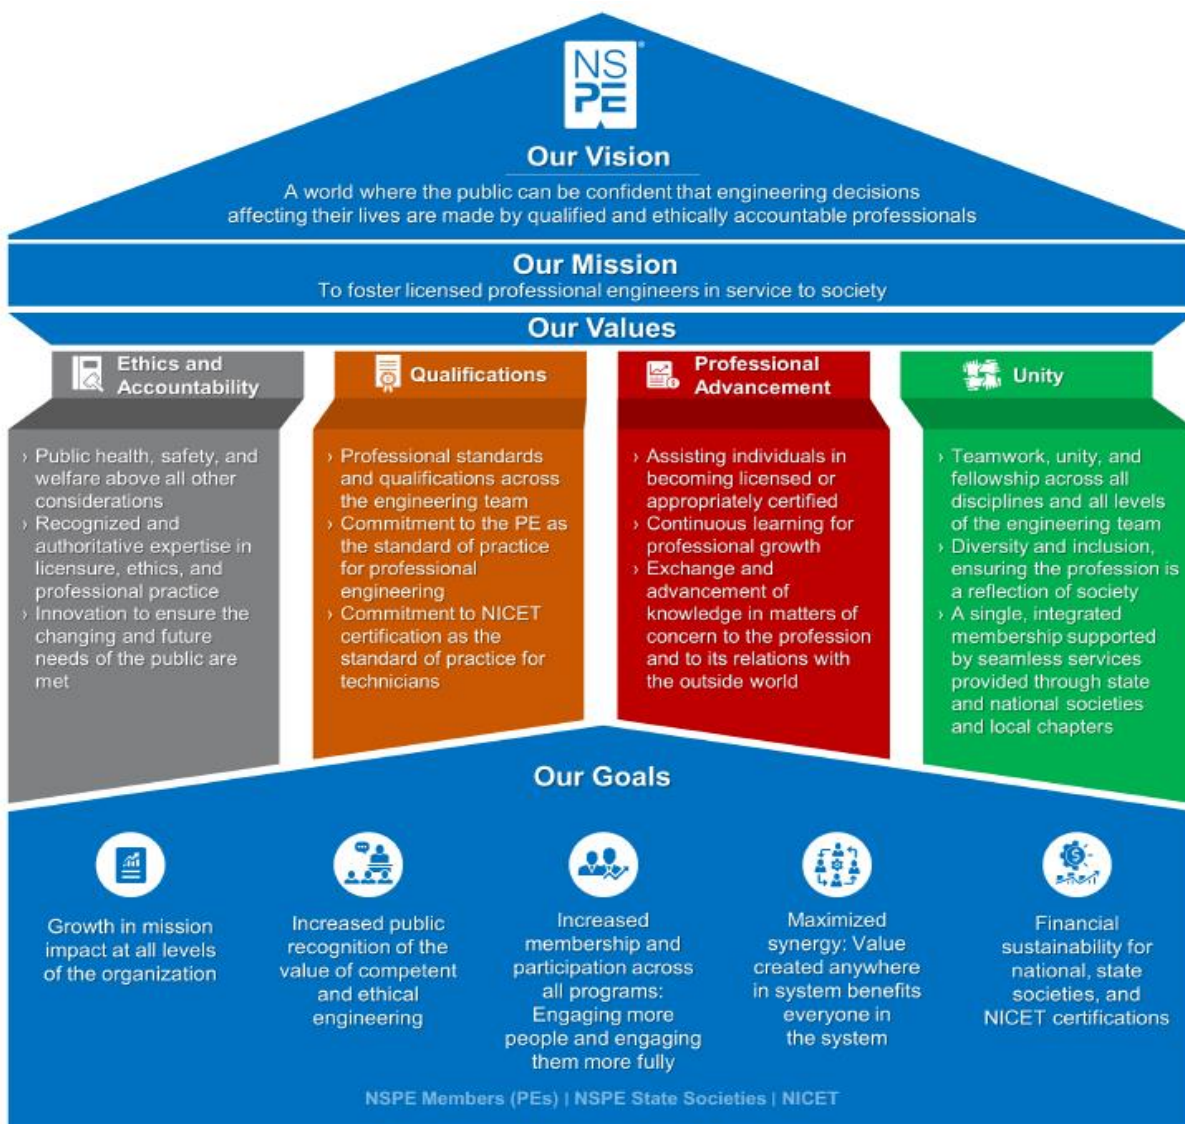 NS
PE
Our Vision
A world where the public can be confident that engineering decisions
affecting their lives are made by qualified and ethically accountable professionals
Our Mission
To foster licensed professional engineers in service to society
Our Values
Ethics and
Accountability
› Public health, safety, and
welfare above all other
considerations
› Recognized and
authoritative expertise in
licensure, ethics, and
professional practice
› Innovation to ensure the
changing and future
needs of the public are
met
Qualifications
› Professional standards
and qualifications across
the engineering team
› Commitment to the PE as
the standard of practice
for professional
engineering
› Commitment to NICET
certification as the
standard of practice for
technicians
Professional
Advancement
› Assisting individuals in
becoming licensed or
appropriately certified
› Continuous learning for
professional growth
› Exchange and
advancement of
knowledge in matters of
concern to the profession
and to its relations with
the outside world
Unity
› Teamwork, unity, and
fellowship across all
disciplines and all levels
of the engineering team
› Diversity and inclusion,
ensuring the profession is
a reflection of society
› A single, integrated
membership supported
by seamless services
provided through state
and national societies
and local chapters
Our Goals
Growth in mission
impact at all levels
of the organization
Increased public
recognition of the
value of competent
and ethical
engineering
Increased
membership and
participation across
all programs:
Engaging more
people and engaging
them more fully
Maximized
synergy: Value
created anywhere
in system benefits
everyone in
the system
Financial
sustainability for
national, state
societies, and
NICET certifications
NSPE Members (PEs) | NSPE State Societies | NICET